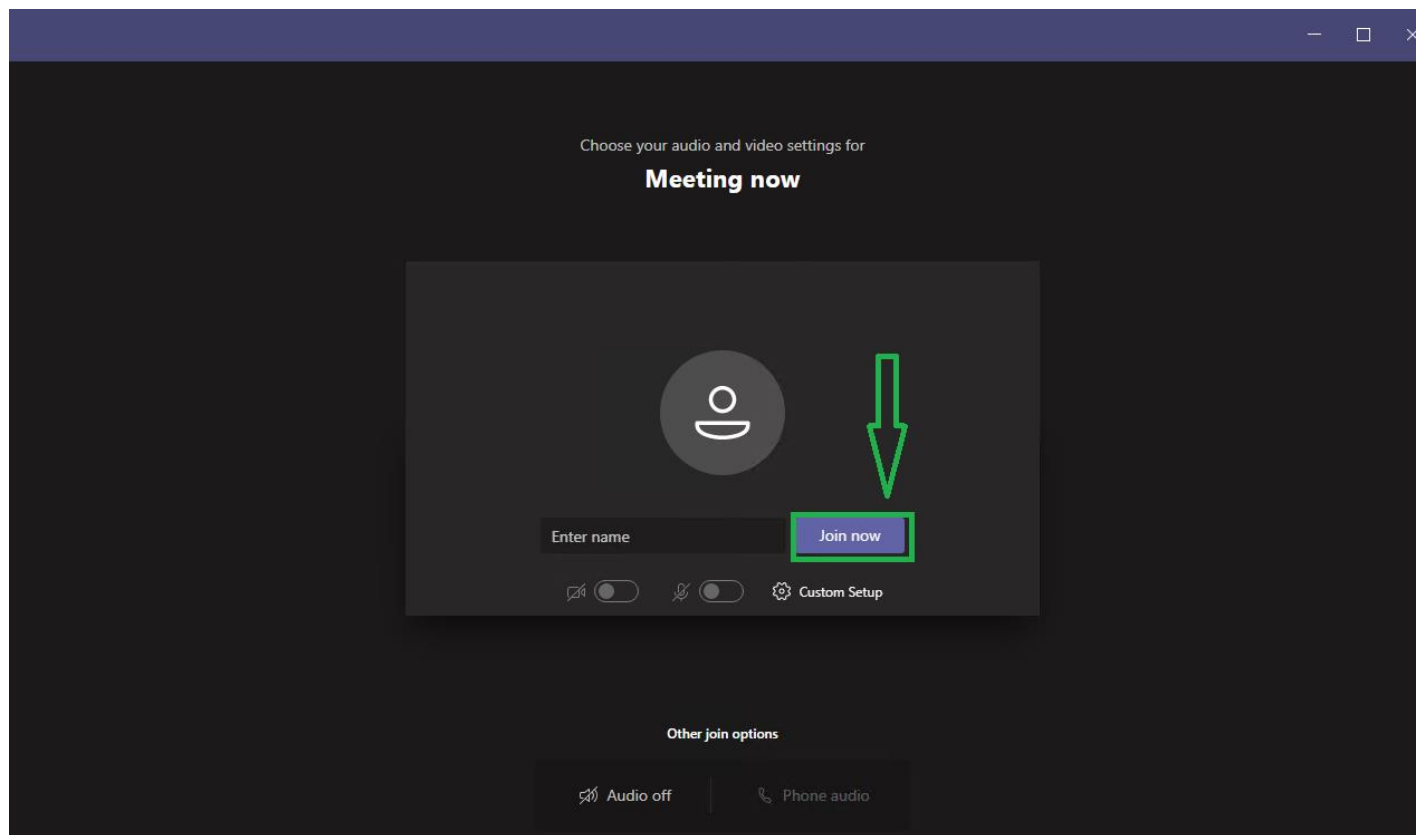 Choose your audio and video settings for
Meeting now
Enter name
Join now
Custom Setup
Other join options
Audio off
Phone audio